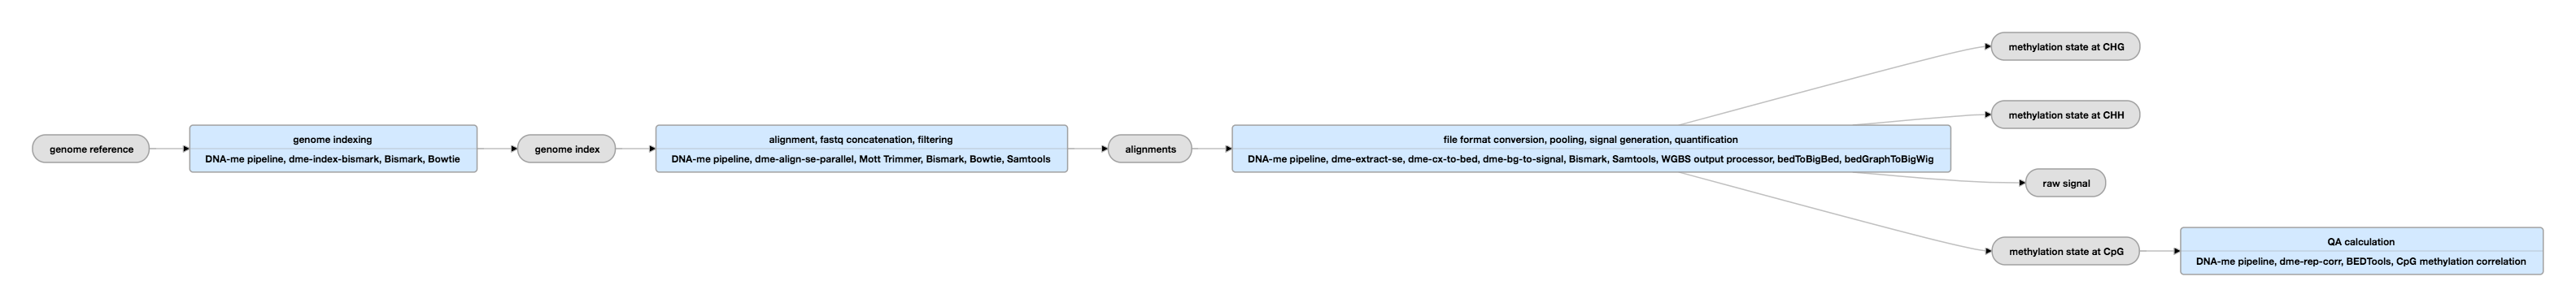 genome reference
genome indexing
DNA-me pipeline, dme-index-bismark, Bismark, Bowtie
genome index
alignment, fastq concatenation, filtering
DNA-me pipeline, dme-align-se-parallel, Mott Trimmer, Bismark, Bowtie, Samtools
alignments
file format conversion, pooling, signal generation, quantification
DNA-me pipeline, dme-extract-se, dme-cx-to-bed, dme-bg-to-signal, Bismark, Samtools, WGBS output processor, bedToBigBed, bedGraphToBigWig
methylation state at CHG
methylation state at CHH
raw signal
methylation state at CpG
QA calculation
DNA-me pipeline, dme-rep-corr, BEDTools, CpG methylation correlation